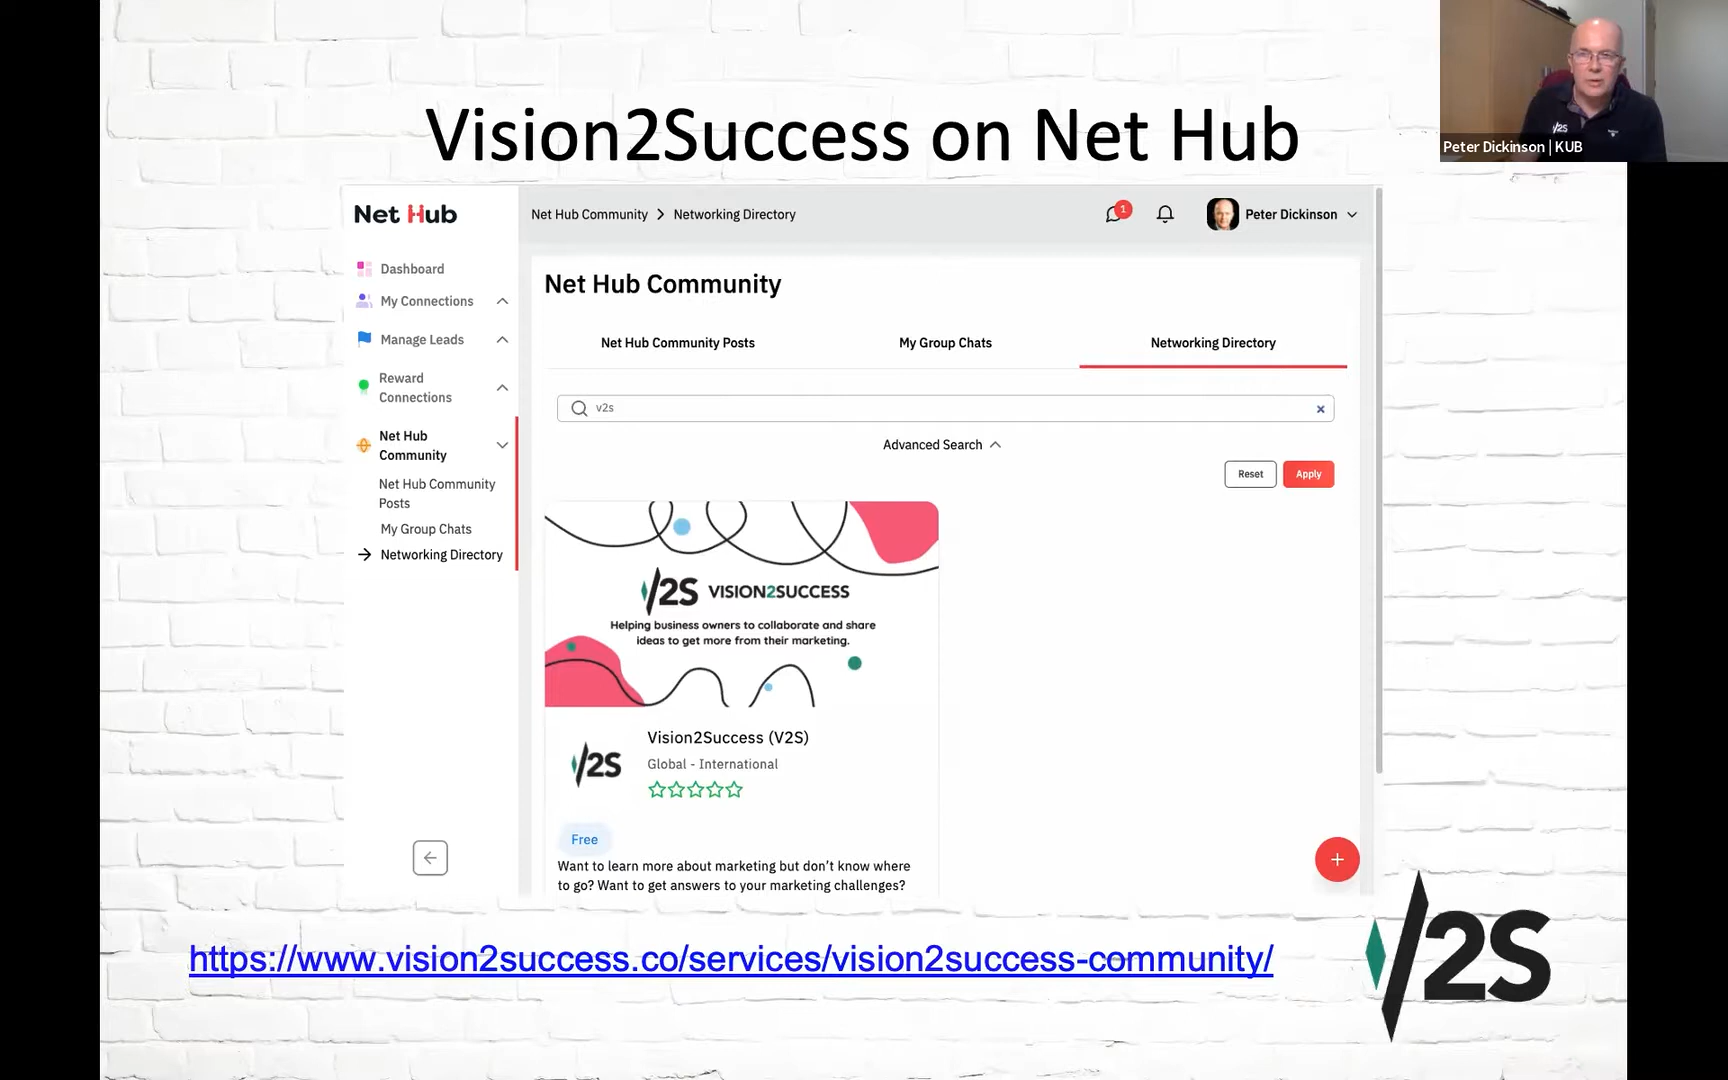 Vision2Success on Net Hub
Peter Dickinson | KUB
V2S
Net Hub
Net Hub Community > Networking Directory
1
Peter Dickinson
Dashboard
My Connections
Manage Leads
Reward
Connections
Net Hub
Community
Net Hub Community
Posts
My Group Chats
Networking Directory
Net Hub Community
Net Hub Community Posts
My Group Chats
Networking Directory
v2s
Advanced Search
Reset
Apply
V2S VISION2SUCCESS
Helping business owners to collaborate and share
ideas to get more from their marketing.
V2S
Vision2Success (V2S)
Global - International
Free
Want to learn more about marketing but don't know where
to go? Want to get answers to your marketing challenges?
https://www.vision2success.co/services/vision2success-community/
V2S